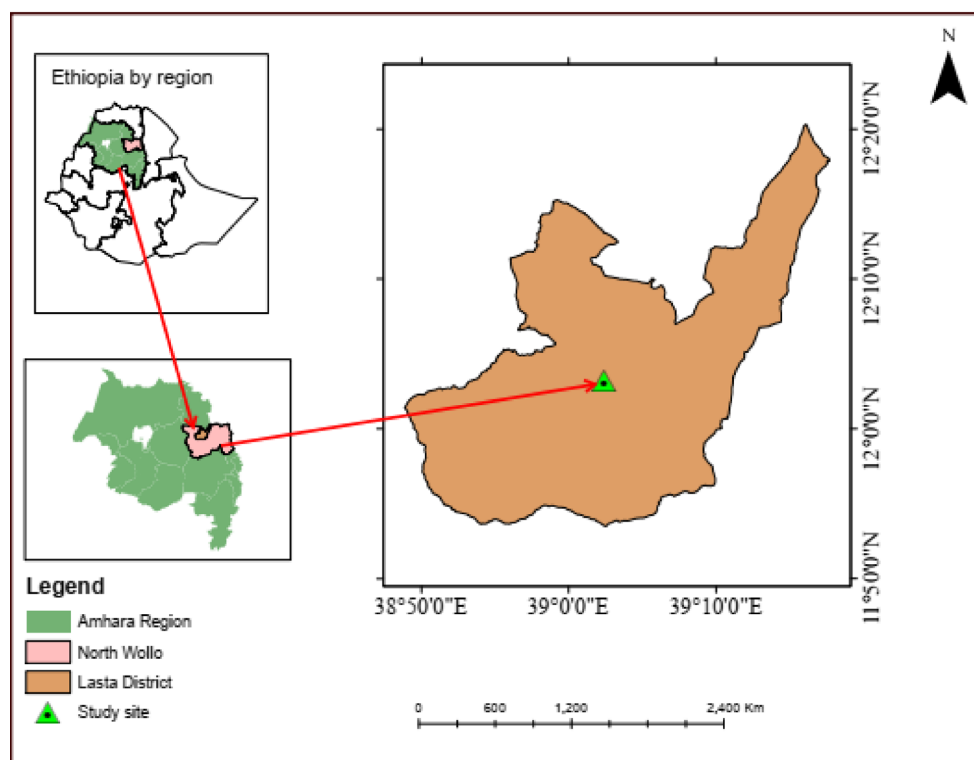 N
Ethiopia by region
12°20'0"N
12°10'0"N
12°0'0"N
11°50'0"N
38°50'0"E
39°0'0"E
39°10'0"E
Legend
Amhara Region
North Wollo
Lasta District
Study site
0 600 1,200 2,400 Km